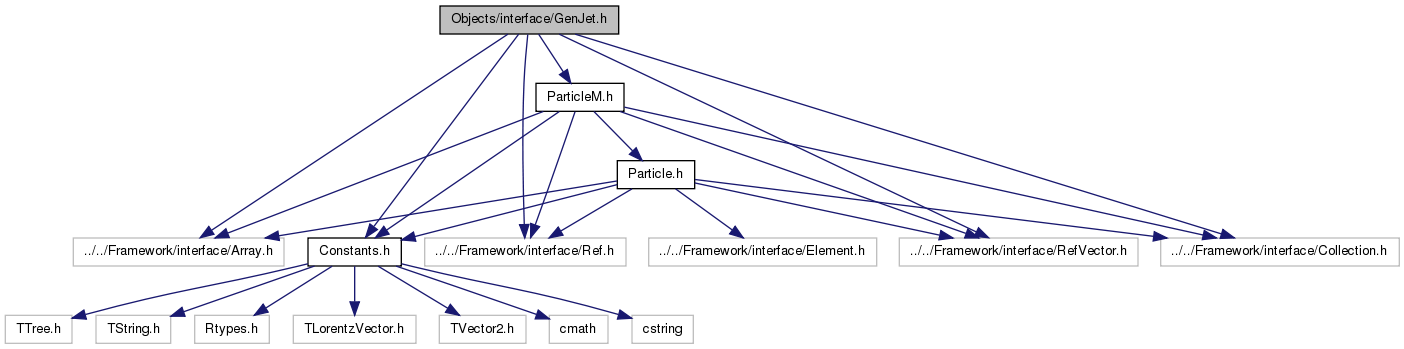 Objects/interface/GenJet.h
ParticleM.h
Particle.h
../../Framework/interface/Array.h
Constants.h
../../Framework/interface/Ref.h
../../Framework/interface/Element.h
../../Framework/interface/RefVector.h
../../Framework/interface/Collection.h
TTree.h
TString.h
Rtypes.h
TLorentzVector.h
TVector2.h
cmath
cstring